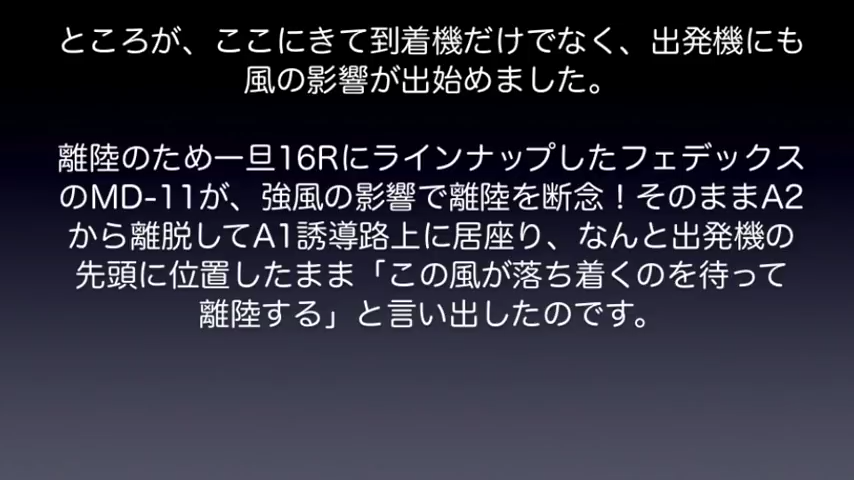 ところが、ここにきて到着機だけでなく、出発機にも
風の影響が出始めました。
離陸のため一旦16Rにラインナップしたフェデックス
のMD-11が、強風の影響で離陸を断念！そのままA2
から離脱してA1誘導路上に居座り、なんと出発機の
先頭に位置したまま「この風が落ち着くのを待って
離陸する」と言い出したのです。